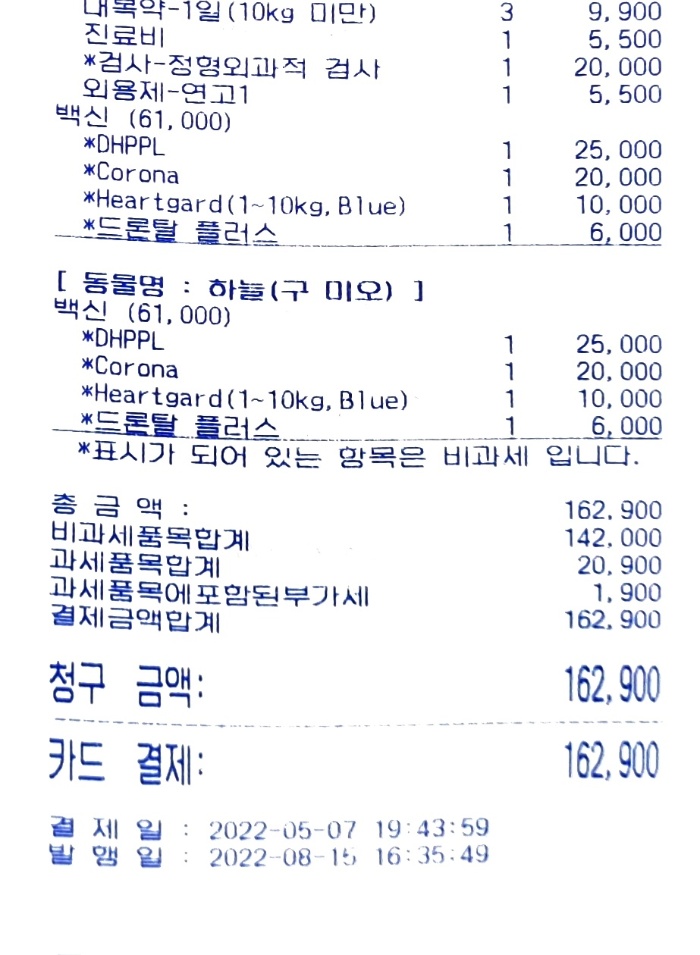 내복약-1일(10kg 미만) 3 9,900
진료비 1 5,500
*검사-정형외과적 검사 1 20,000
외용제-연고1 1 5,500
백신 (61,000)
*DHPPL 1 25,000
*Corona 1 20,000
*Heartgard(1~10kg,Blue) 1 10,000
*드론탈 플러스 1 6,000
[ 동물명 : 하늘(구 미오) ]
백신 (61,000)
*DHPPL 1 25,000
*Corona 1 20,000
*Heartgard(1~10kg,Blue) 1 10,000
*드론탈 플러스 1 6,000
*표시가 되어 있는 항목은 비과세 입니다.
총 금 액 : 162,900
비과세품목합계 142,000
과세품목합계 20,900
과세품목에포함된부가세 1,900
결제금액합계 162,900
청구 금액: 162,900
카드 결제: 162,900
결 제 일 : 2022-05-07 19:43:59
발 행 일 : 2022-08-15 16:35:49